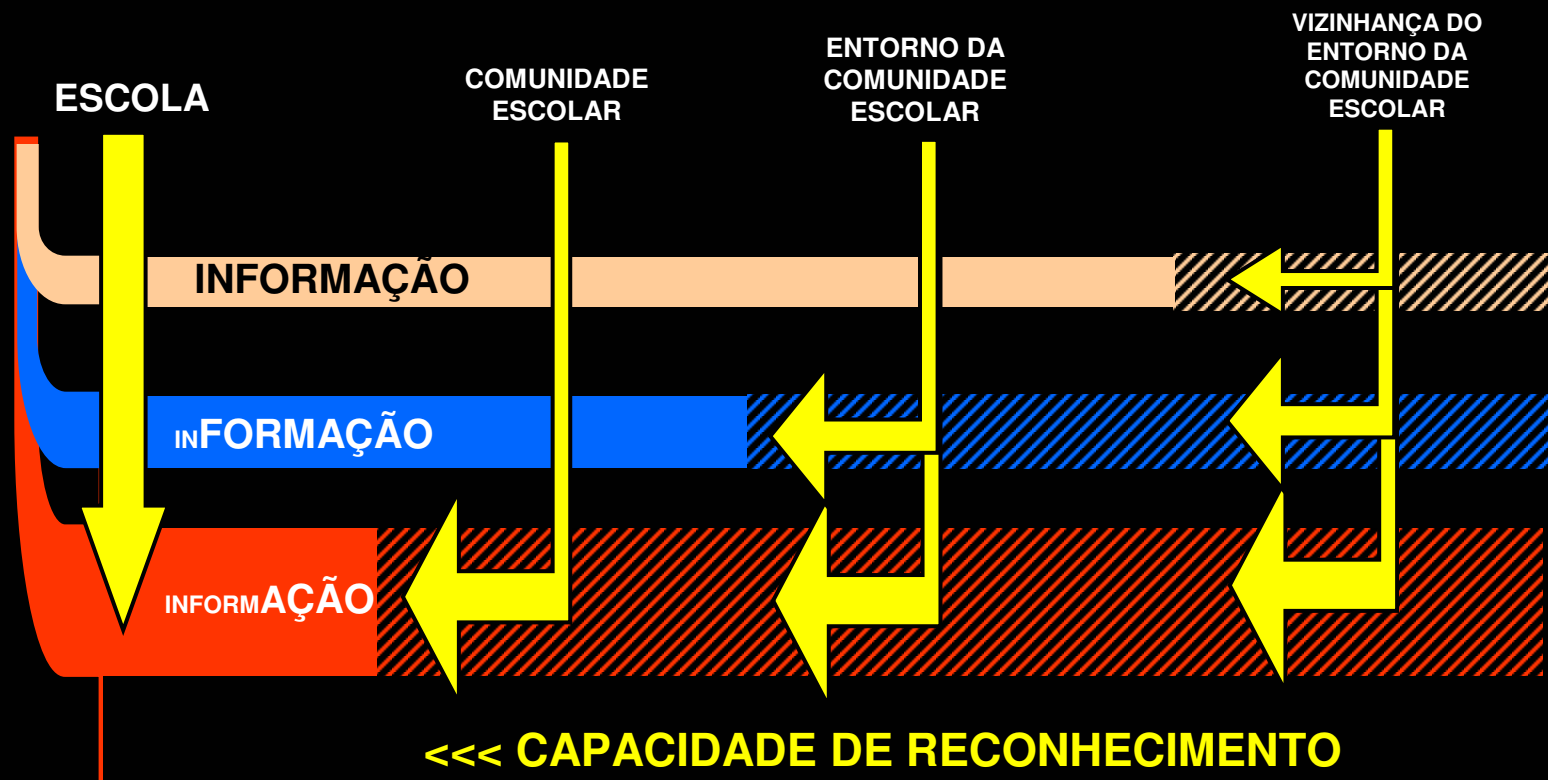 ESCOLA
COMUNIDADE
ESCOLAR
ENTORNO DA
COMUNIDADE
ESCOLAR
VIZINHANÇA DO
ENTORNO DA
COMUNIDADE
ESCOLAR
INFORMAÇÃO
INFORMAÇÃO
INFORMAÇÃO
<<< CAPACIDADE DE RECONHECIMENTO